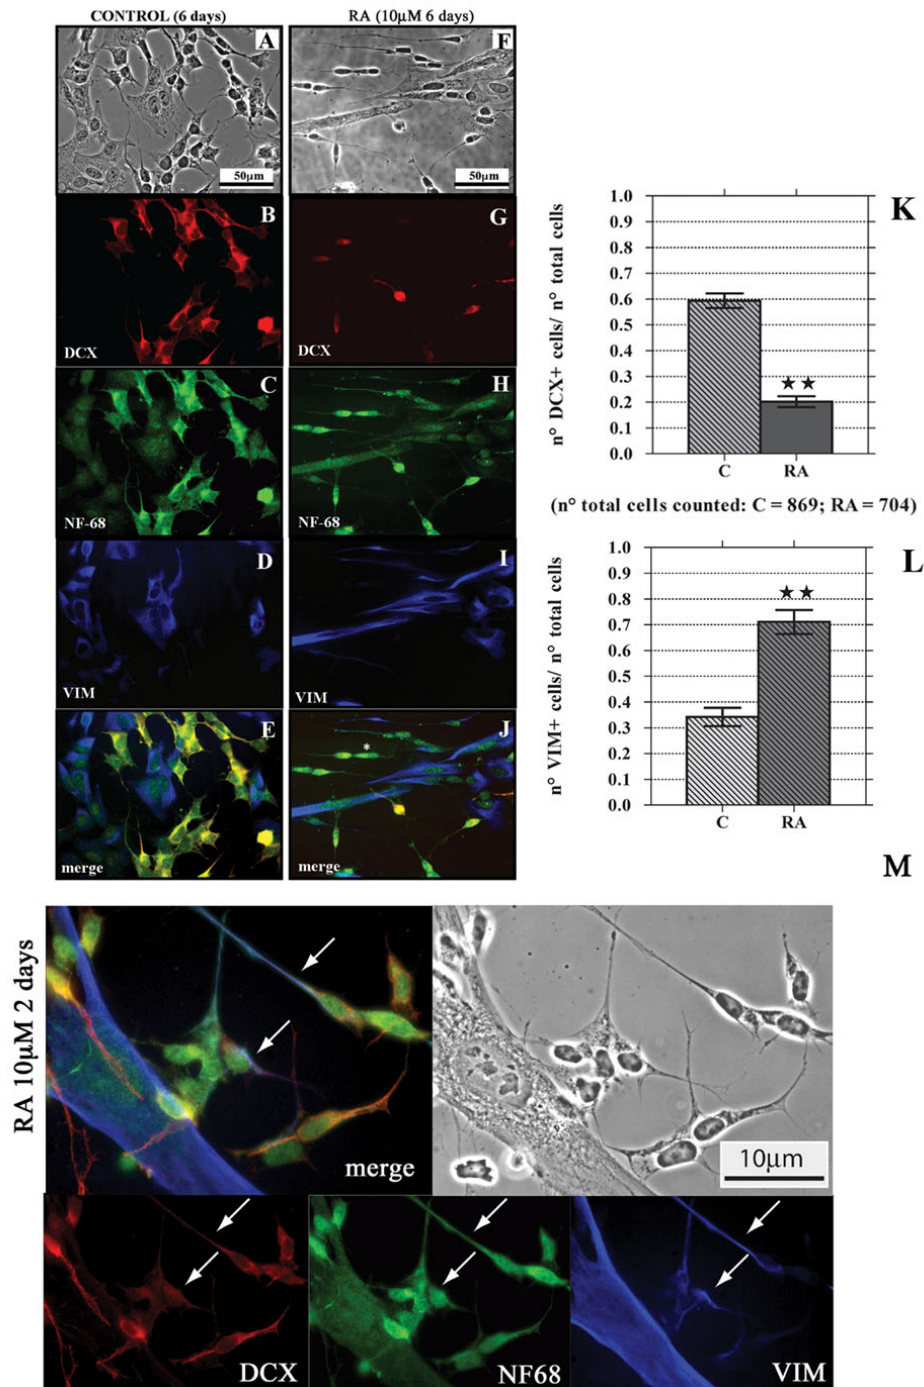 CONTROL (6 days)
RA (10µM 6 days)
A
50µm
F
50µm
B
DCX
G
DCX
C
NF-68
H
NF-68
D
VIM
I
VIM
E
merge
J
*
merge
K
n° DCX+ cells/ n° total cells
1.0
0.9
0.8
0.7
0.6
0.5
0.4
0.3
0.2
0.1
0.0
★★
C
RA
(n° total cells counted: C = 869; RA = 704)
L
n° VIM+ cells/ n° total cells
1.0
0.9
0.8
0.7
0.6
0.5
0.4
0.3
0.2
0.1
0.0
★★
C
RA
M
RA 10µM 2 days
merge
10µm
DCX
NF68
VIM